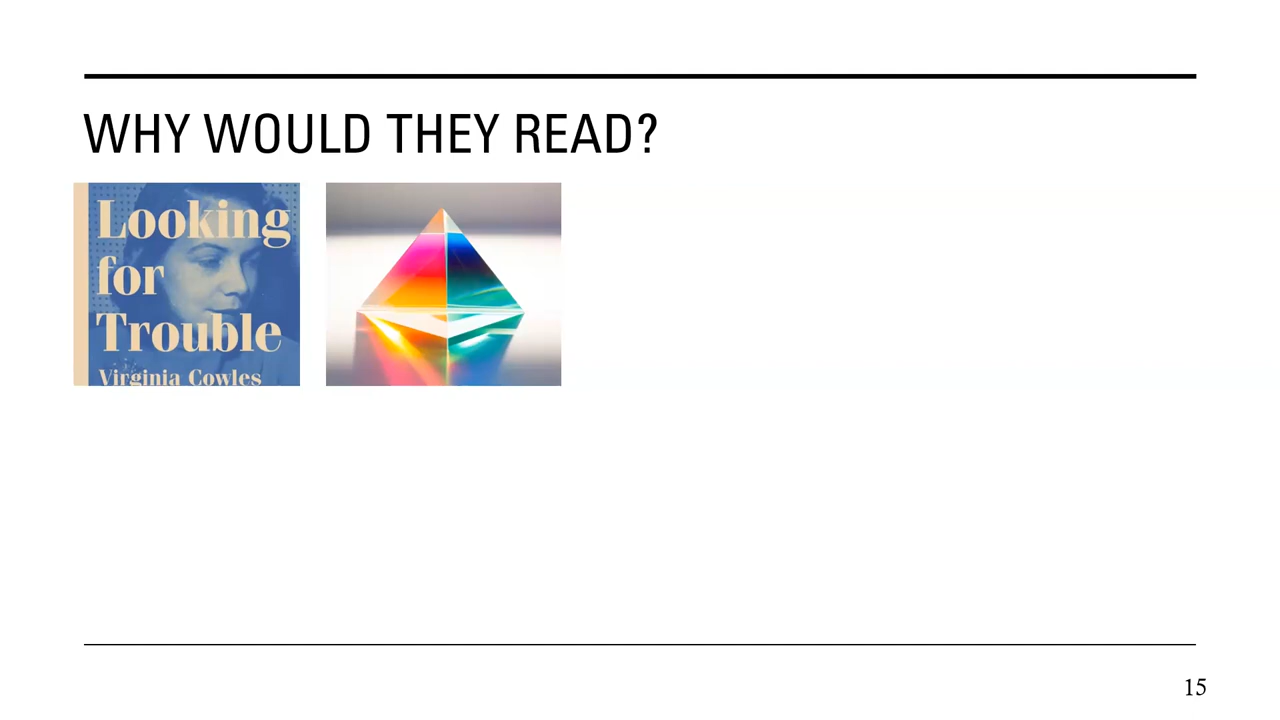 WHY WOULD THEY READ?
Looking
for
Trouble
Virginia Cowles
15